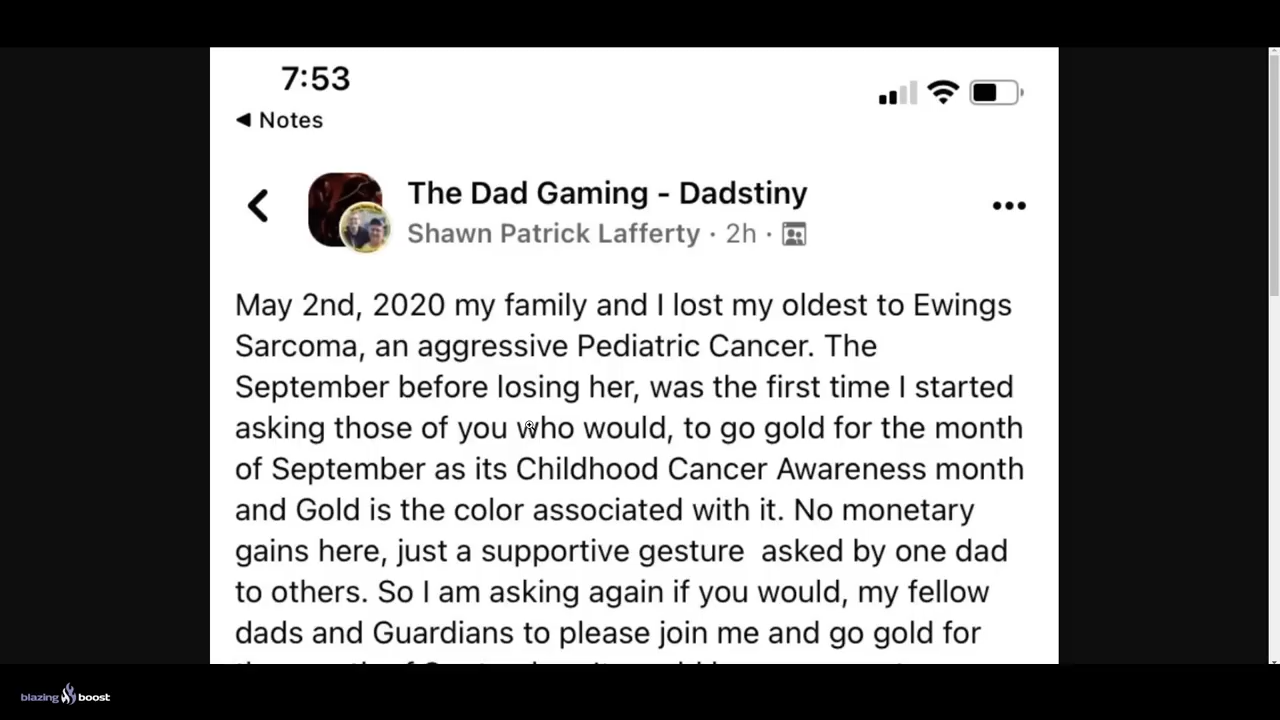 7:53
◀ Notes
The Dad Gaming - Dadstiny
Shawn Patrick Lafferty · 2h ·
May 2nd, 2020 my family and I lost my oldest to Ewings
Sarcoma, an aggressive Pediatric Cancer. The
September before losing her, was the first time I started
asking those of you who would, to go gold for the month
of September as its Childhood Cancer Awareness month
and Gold is the color associated with it. No monetary
gains here, just a supportive gesture  asked by one dad
to others. So I am asking again if you would, my fellow
dads and Guardians to please join me and go gold for
blazing boost